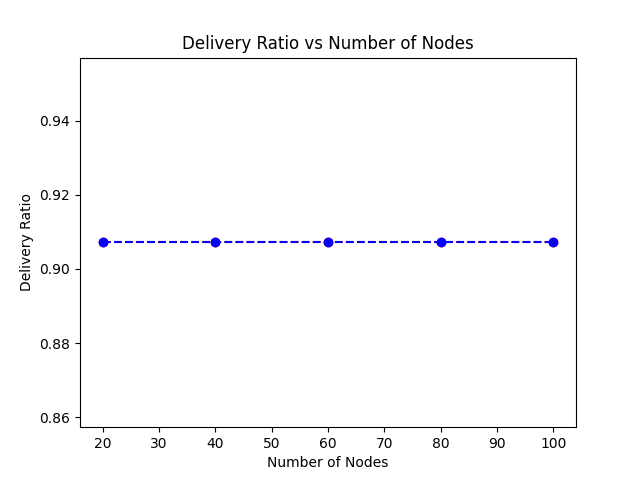 Delivery Ratio vs Number of Nodes
Delivery Ratio
0.94
0.92
0.90
0.88
0.86
20 30 40 50 60 70 80 90 100
Number of Nodes